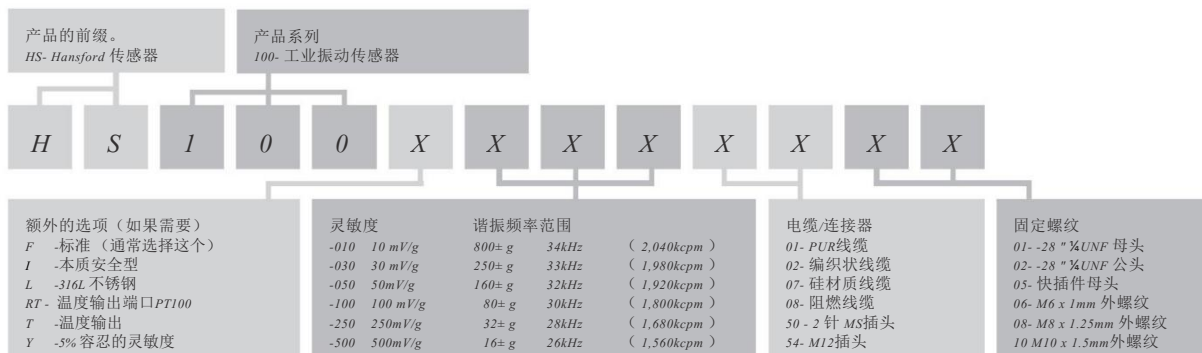 产品的前缀。
HS- Hansford 传感器
产品系列
100- 工业振动传感器
H S 1 0 0 X X X X X X X X
额外的选项（如果需要）
F -标准（通常选择这个）
I -本质安全型
L -316L 不锈钢
RT - 温度输出端口PT100
T -温度输出
Y -5% 容忍的灵敏度
灵敏度 谐振频率范围
-010 10 mV/g 800± g 34kHz （ 2,040kcpm ）
-030 30 mV/g 250± g 33kHz （ 1,980kcpm ）
-050 50mV/g 160± g 32kHz （ 1,920kcpm ）
-100 100 mV/g 80± g 30kHz （ 1,800kcpm ）
-250 250mV/g 32± g 28kHz （ 1,680kcpm ）
-500 500mV/g 16± g 26kHz （ 1,560kcpm ）
电缆/连接器
01- PUR线缆
02- 编织状线缆
07- 硅材质线缆
08- 阻燃线缆
50 - 2 针 MS插头
54- M12插头
固定螺纹
01- -28 " ¼UNF 母头
02- -28 " ¼UNF 公头
05- 快插件母头
06- M6 x 1mm 外螺纹
08- M8 x 1.25mm 外螺纹
10 M10 x 1.5mm外螺纹